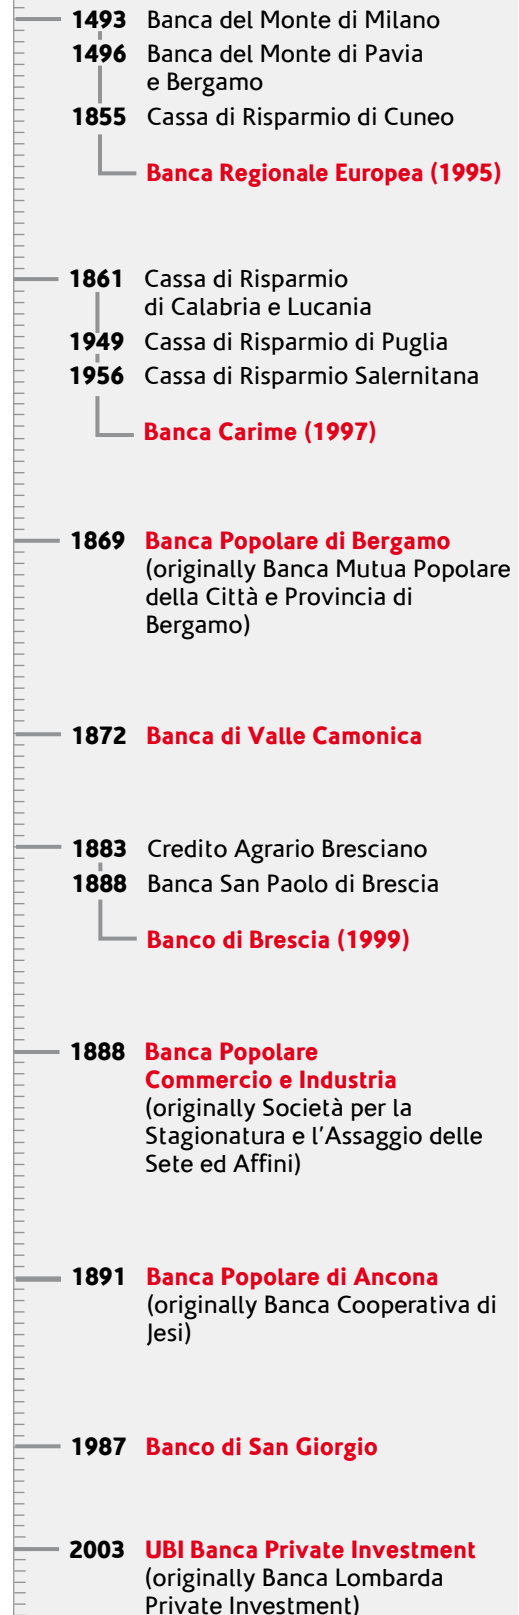 1493 Banca del Monte di Milano
1496 Banca del Monte di Pavia
e Bergamo
1855 Cassa di Risparmio di Cuneo
Banca Regionale Europea (1995)
1861 Cassa di Risparmio
di Calabria e Lucania
1949 Cassa di Risparmio di Puglia
1956 Cassa di Risparmio Salernitana
Banca Carime (1997)
1869 Banca Popolare di Bergamo
(originally Banca Mutua Popolare
della Città e Provincia di
Bergamo)
1872 Banca di Valle Camonica
1883 Credito Agrario Bresciano
1888 Banca San Paolo di Brescia
Banco di Brescia (1999)
1888 Banca Popolare
Commercio e Industria
(originally Società per la
Stagionatura e l'Assaggio delle
Sete ed Affini)
1891 Banca Popolare di Ancona
(originally Banca Cooperativa di
Jesi)
1987 Banco di San Giorgio
2003 UBI Banca Private Investment
(originally Banca Lombarda
Private Investment)